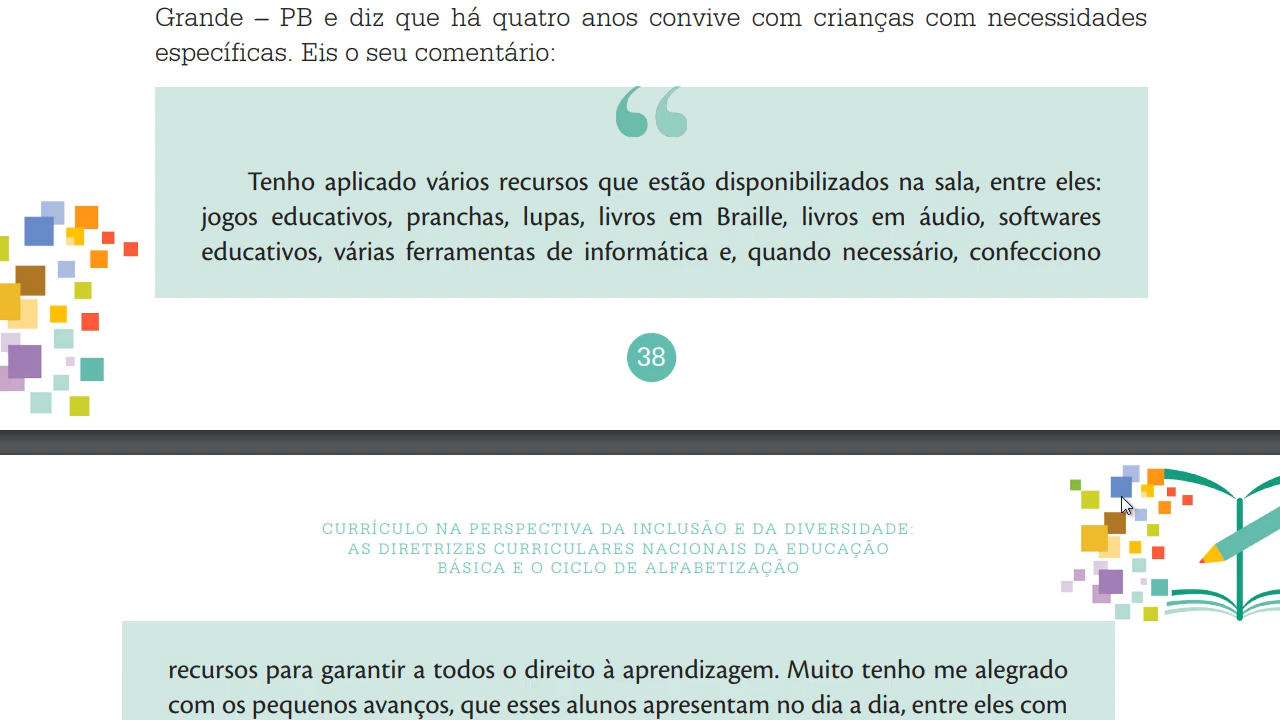 Grande – PB e diz que há quatro anos convive com crianças com necessidades
específicas. Eis o seu comentário:
“
Tenho aplicado vários recursos que estão disponibilizados na sala, entre eles:
jogos educativos, pranchas, lupas, livros em Braille, livros em áudio, softwares
educativos, várias ferramentas de informática e, quando necessário, confecciono
38
CURRÍCULO NA PERSPECTIVA DA INCLUSÃO E DA DIVERSIDADE:
AS DIRETRIZES CURRICULARES NACIONAIS DA EDUCAÇÃO
BÁSICA E O CICLO DE ALFABETIZAÇÃO
recursos para garantir a todos o direito à aprendizagem. Muito tenho me alegrado
com os pequenos avanços, que esses alunos apresentam no dia a dia, entre eles com